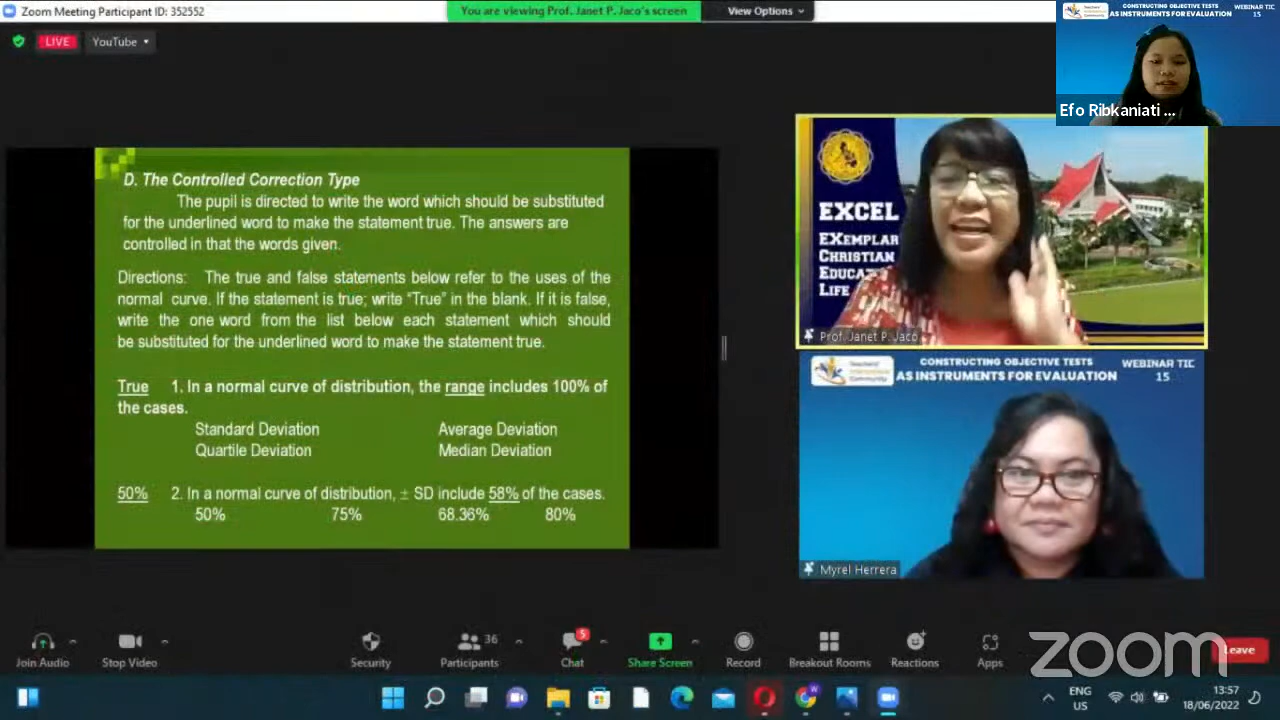 Zoom Meeting Participant ID: 352552
You are viewing Prof. Janet P. Jaco's screen
View Options
LIVE
YouTube
CONSTRUCTING OBJECTIVE TESTS
AS INSTRUMENTS FOR EVALUATION
WEBINAR TIC
15
Efo Ribkaniati ...
D. The Controlled Correction Type
The pupil is directed to write the word which should be substituted
for the underlined word to make the statement true. The answers are
controlled in that the words given.
Directions: The true and false statements below refer to the uses of the
normal curve. If the statement is true; write "True" in the blank. If it is false,
write the one word from the list below each statement which should
be substituted for the underlined word to make the statement true.
True 1. In a normal curve of distribution, the range includes 100% of
the cases.
Standard Deviation Average Deviation
Quartile Deviation Median Deviation
50% 2. In a normal curve of distribution, ± SD include 58% of the cases.
50% 75% 68.36% 80%
EXCEL
EXEMPLAR
CHRISTIAN
LIFE
Prof. Janet P. Jaco
Teachers'
International
Community
CONSTRUCTING OBJECTIVE TESTS
AS INSTRUMENTS FOR EVALUATION
WEBINAR TIC
15
Myrel Herrera
Join Audio
Stop Video
Security
Participants
36
Chat
5
Share Screen
Record
Breakout Rooms
Reactions
Apps
Leave
zoom
ENG
US
13:57
18/06/2022